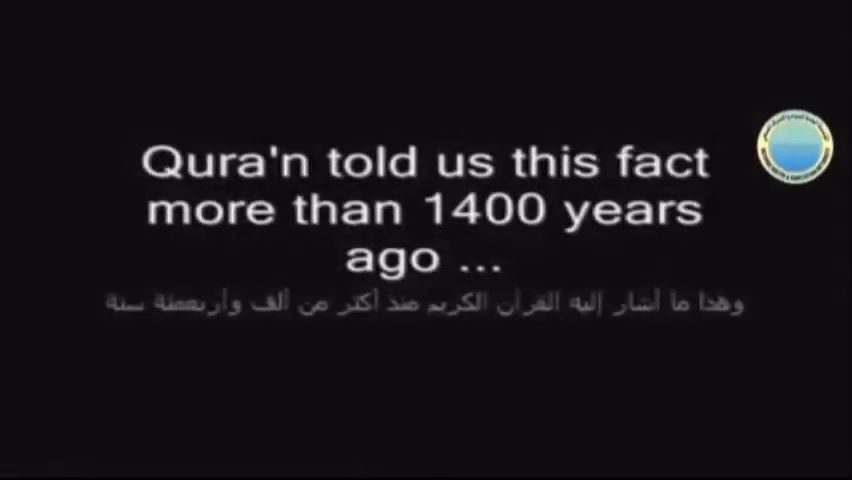 Qura'n told us this fact
more than 1400 years
ago ...
وهذا ما أشار إليه القرآن الكريم منذ أكثر من ألف وأربعمئة سنة